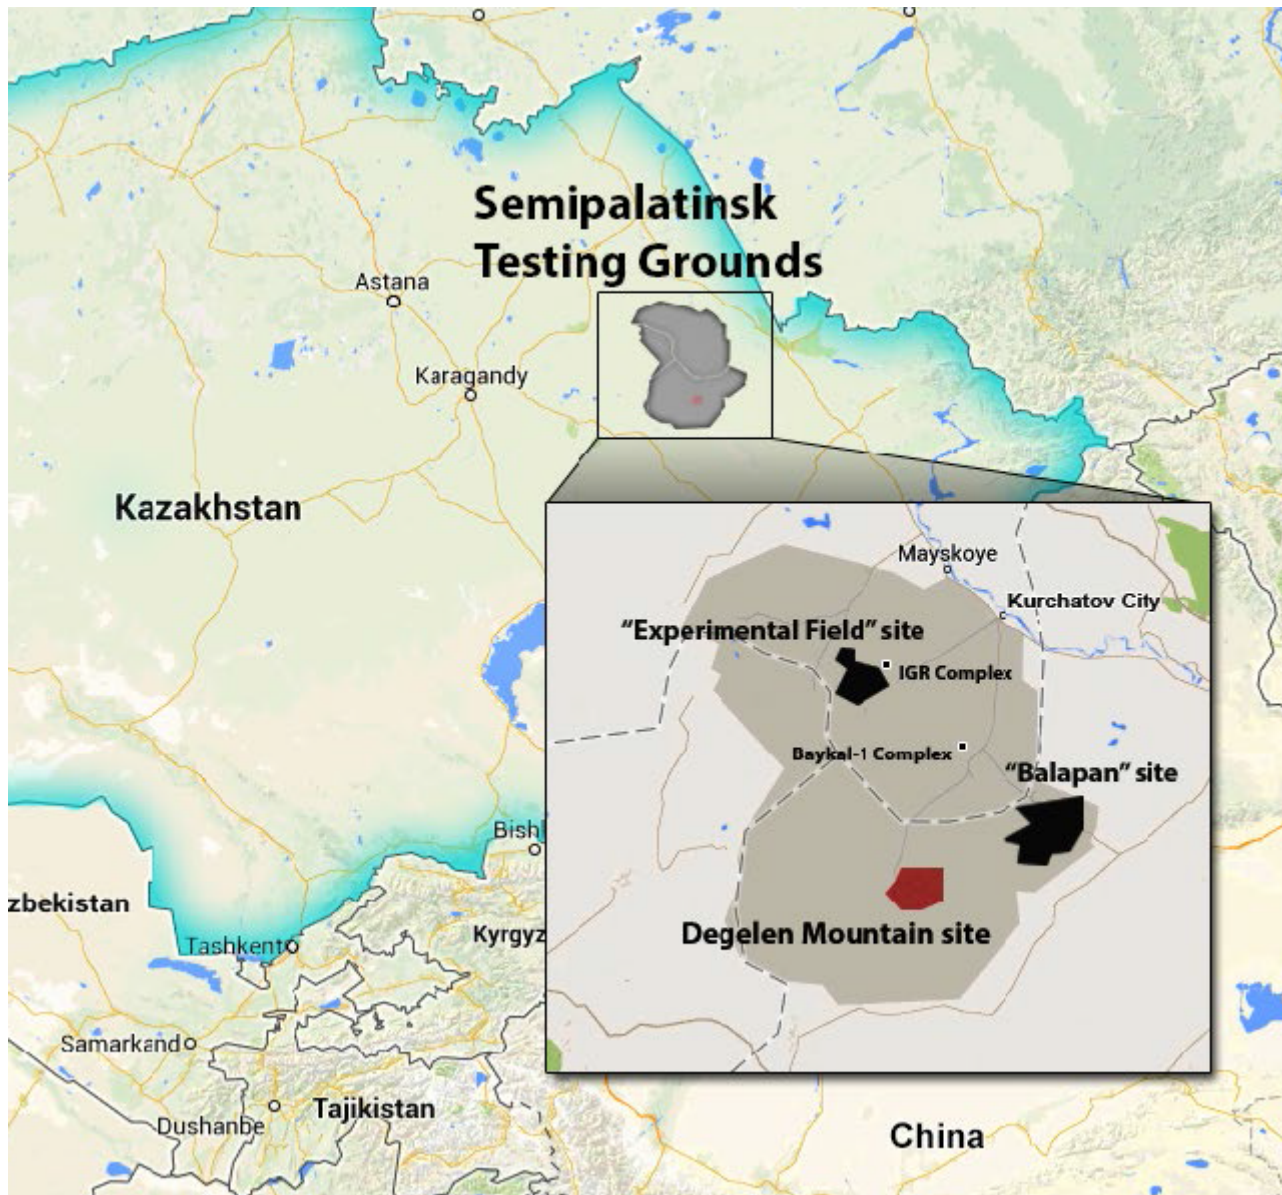 Semipalatinsk
Testing Grounds
Astana
Karagandy
Kazakhstan
Mayskoye
Kurchatov City
“Experimental Field” site
IGR Complex
Baykal-1 Complex
“Balapan” site
Bishl
zbekistan
Degelen Mountain site
Kyrgyz
Tashkent
Samarkand
Tajikistan
Dushanbe
China